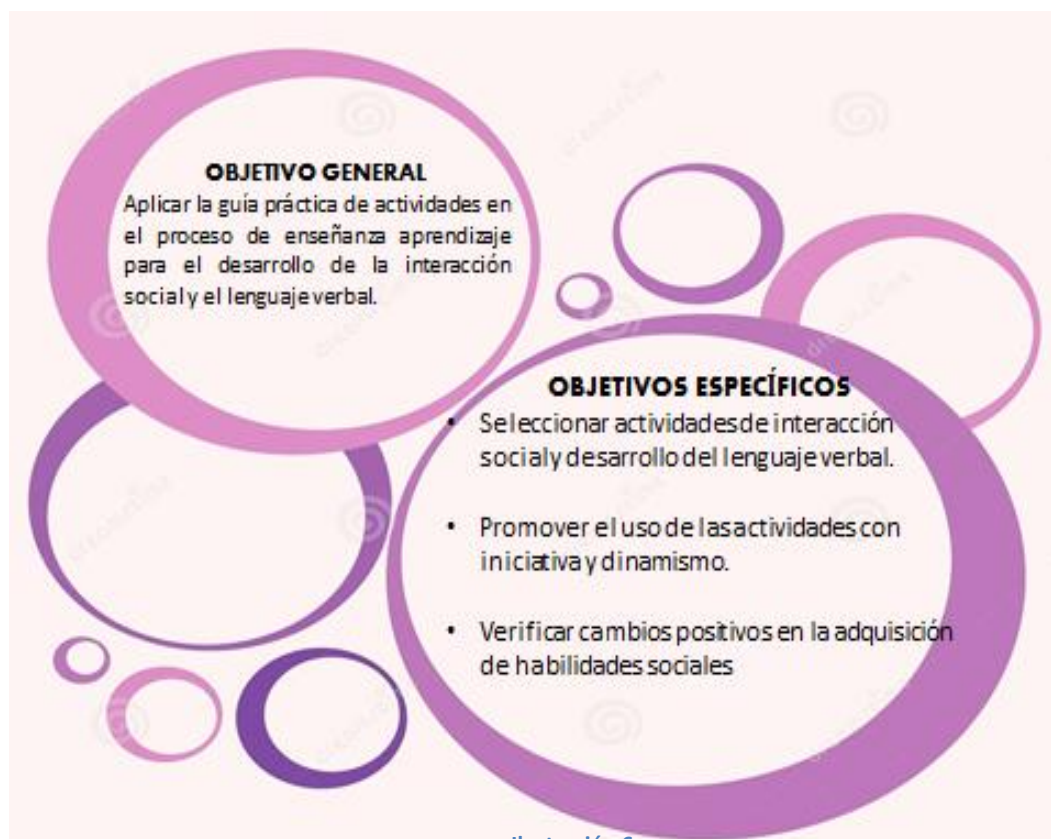 OBJETIVO GENERAL
Aplicar la guía práctica de actividades en
el proceso de enseñanza aprendizaje
para el desarrollo de la interacción
social y el lenguaje verbal.
OBJETIVOS ESPECÍFICOS
• Seleccionar actividades de interacción
social y desarrollo del lenguaje verbal.
• Promover el uso de las actividades con
iniciativa y dinamismo.
• Verificar cambios positivos en la adquisición
de habilidades sociales